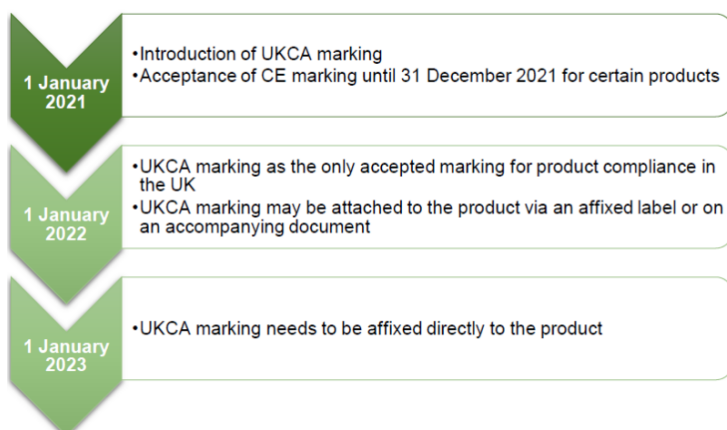 1 January
2021
•Introduction of UKCA marking
•Acceptance of CE marking until 31 December 2021 for certain products
1 January
2022
•UKCA marking as the only accepted marking for product compliance in
the UK
•UKCA marking may be attached to the product via an affixed label or on
an accompanying document
1 January
2023
•UKCA marking needs to be affixed directly to the product